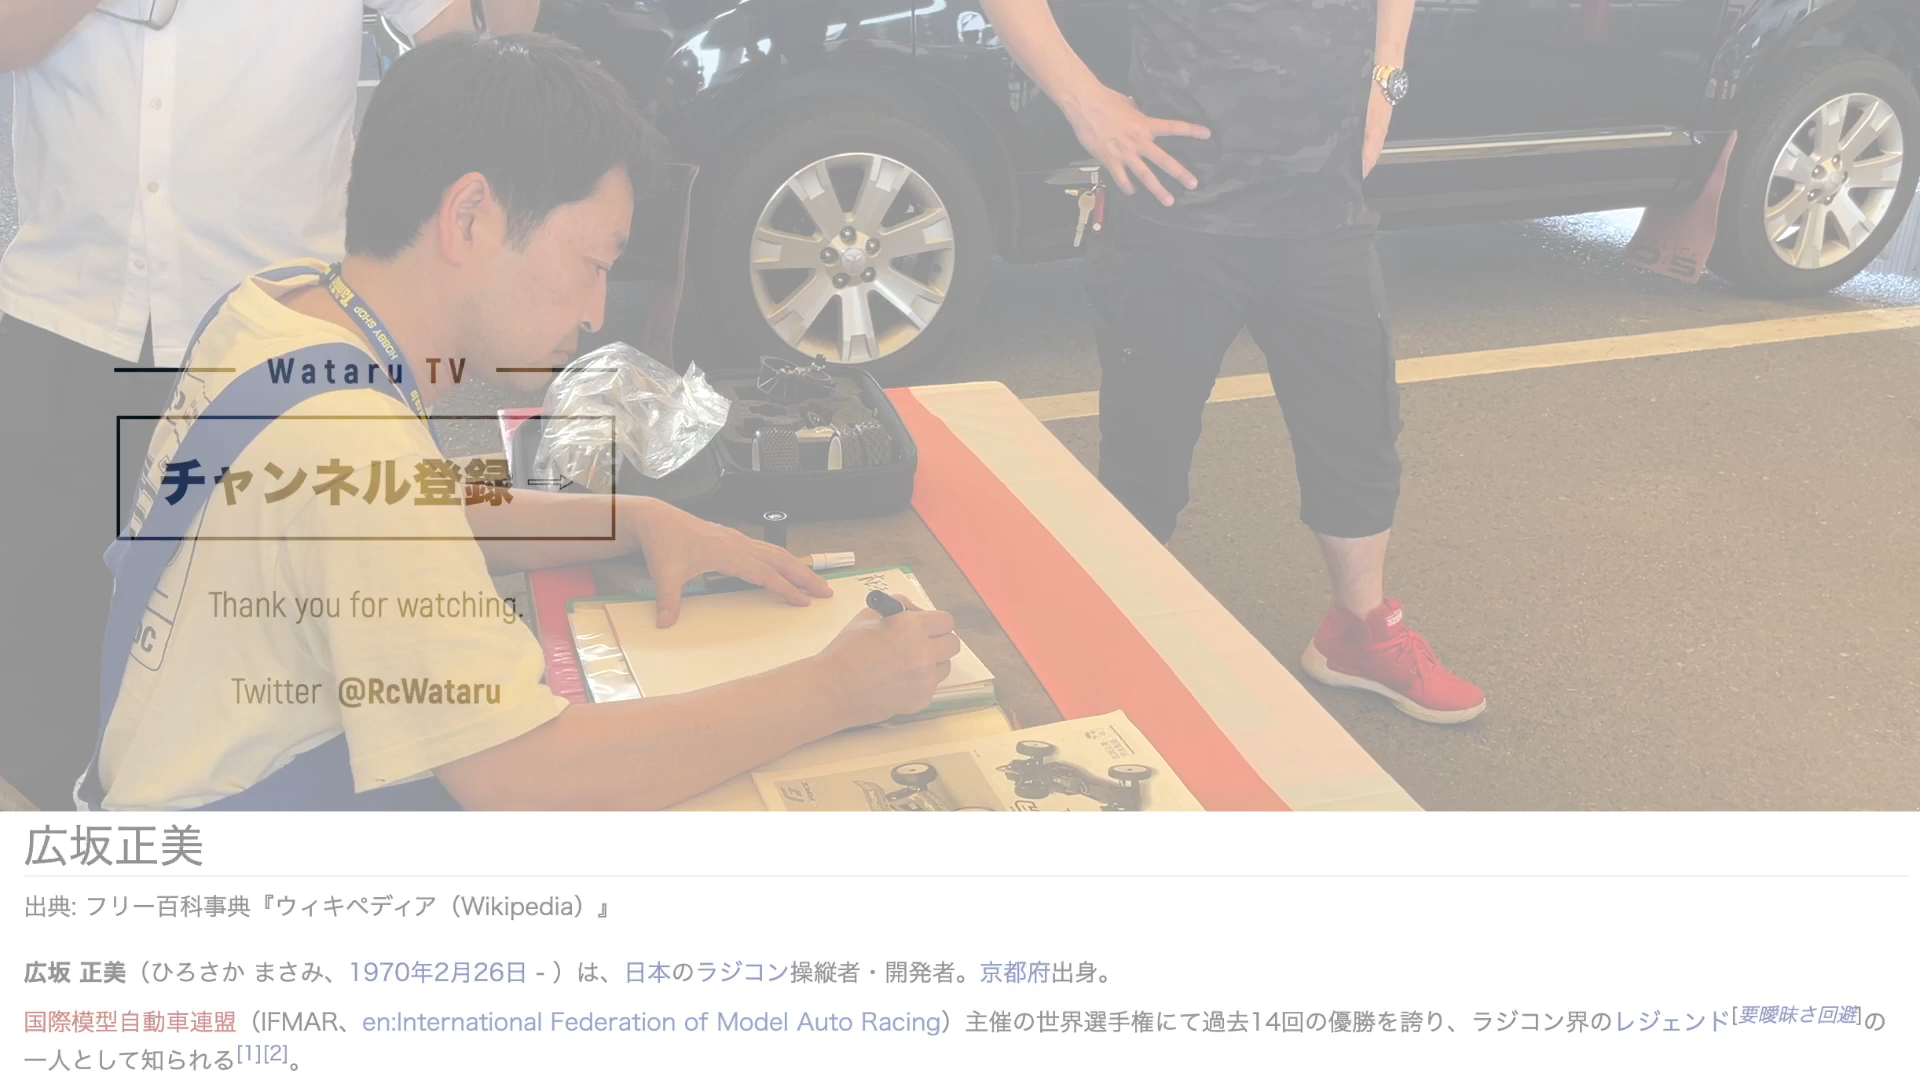 Wataru TV
チャンネル登録
Thank you for watching.
Twitter @RcWataru
HOBBY SHOP
広坂正美
出典: フリー百科事典『ウィキペディア（Wikipedia）』
広坂 正美（ひろさか まさみ、1970年2月26日 - ）は、日本のラジコン操縦者・開発者。京都府出身。
国際模型自動車連盟（IFMAR、en:International Federation of Model Auto Racing）主催の世界選手権にて過去14回の優勝を誇り、ラジコン界のレジェンド[要曖昧さ回避]の
一人として知られる[1][2]。